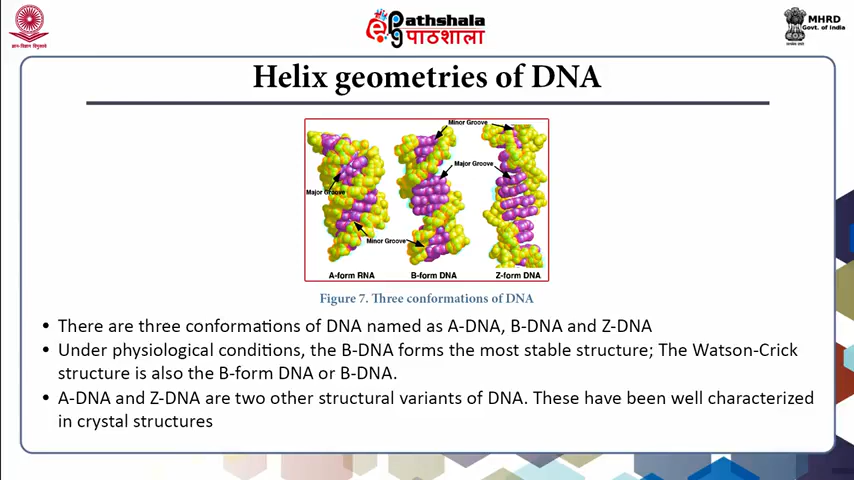 Pathshala
पाठशाला
MHRD
Govt. of India
Helix geometries of DNA
Minor Groove
Major Groove
Major Groove
Minor Groove
A-form RNA B-form DNA Z-form DNA
Figure 7. Three conformations of DNA
• There are three conformations of DNA named as A-DNA, B-DNA and Z-DNA
• Under physiological conditions, the B-DNA forms the most stable structure; The Watson-Crick
structure is also the B-form DNA or B-DNA.
• A-DNA and Z-DNA are two other structural variants of DNA. These have been well characterized
in crystal structures